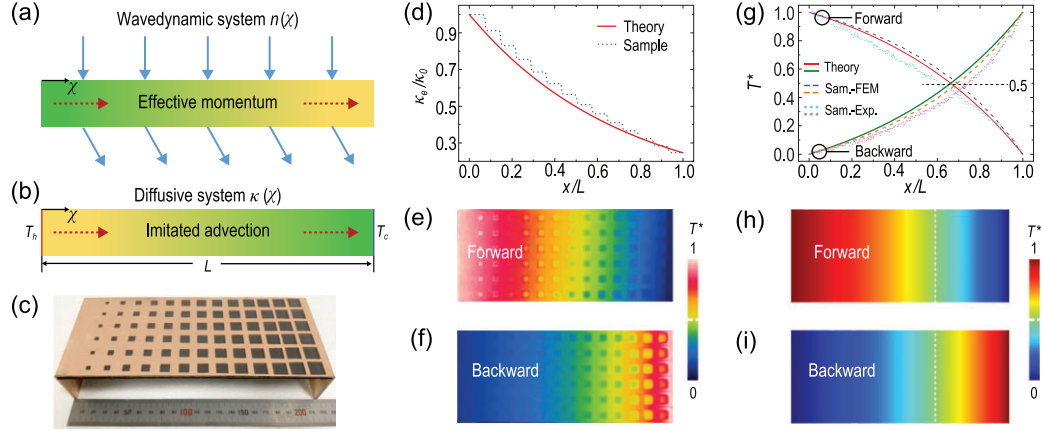 (a)
Wavedynamic system n(χ)
χ
Effective momentum
(b)
Diffusive system κ(χ)
χ
T_h
Imitated advection
T_c
L
(c)
100
150
200
(d)
κ_e/κ_0
0.9
0.7
0.5
0.3
Theory
Sample
0.0 0.2 0.4 0.6 0.8 1.0
x/L
(e)
Forward
T*
1
(f)
Backward
0
(g)
T*
1.0
0.8
0.6
0.4
0.2
0.0
Forward
Theory
Sam.-FEM
Sam.-Exp.
0.5
Backward
0.0 0.2 0.4 0.6 0.8 1.0
x/L
(h)
Forward
T*
1
(i)
Backward
0